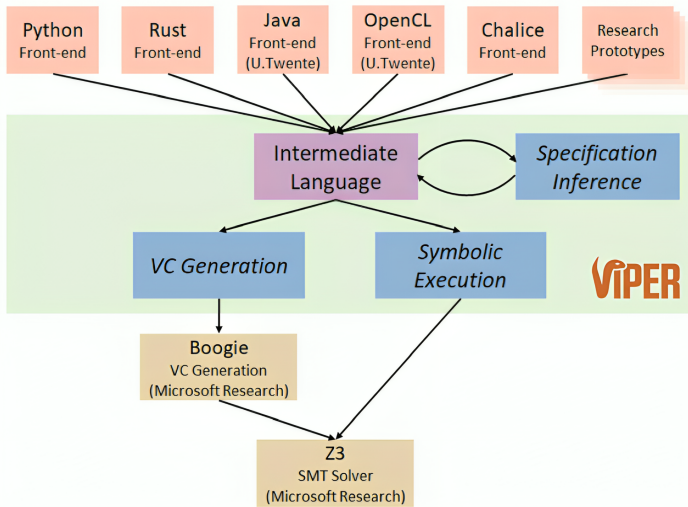 Python
Front-end
Rust
Front-end
Java
Front-end
(U.Twente)
OpenCL
Front-end
(U.Twente)
Chalice
Front-end
Research
Prototypes
Intermediate
Language
Specification
Inference
VC Generation
Symbolic
Execution
VIPER
Boogie
VC Generation
(Microsoft Research)
Z3
SMT Solver
(Microsoft Research)